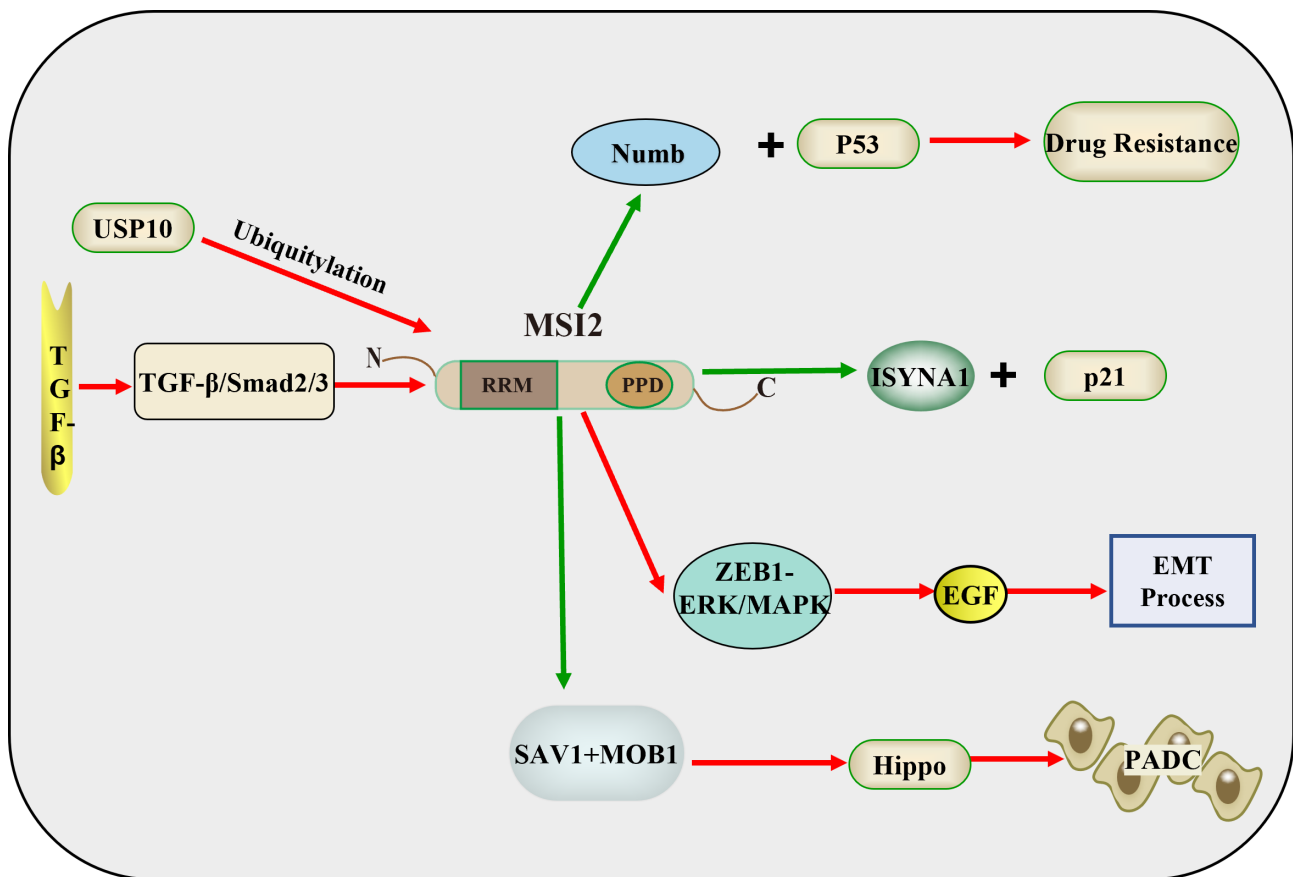 Numb
+
P53
Drug Resistance
USP10
Ubiquitylation
MSI2
T
G
F-
β
TGF-β/Smad2/3
N
RRM
PPD
C
ISYNA1
+
p21
ZEB1-
ERK/MAPK
EGF
EMT
Process
SAV1+MOB1
Hippo
PADC